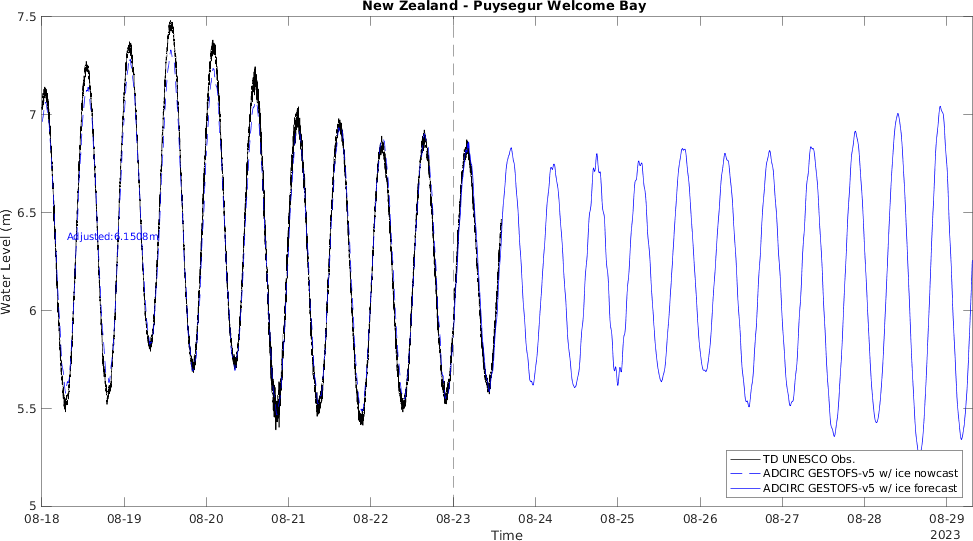 New Zealand - Puysegur Welcome Bay
7.5
7
6.5
6
5.5
5
Water Level (m)
Adjusted:6.1508m
TD UNESCO Obs.
ADCIRC GESTOFS-v5 w/ ice nowcast
ADCIRC GESTOFS-v5 w/ ice forecast
08-18 08-19 08-20 08-21 08-22 08-23 08-24 08-25 08-26 08-27 08-28 08-29
2023
Time